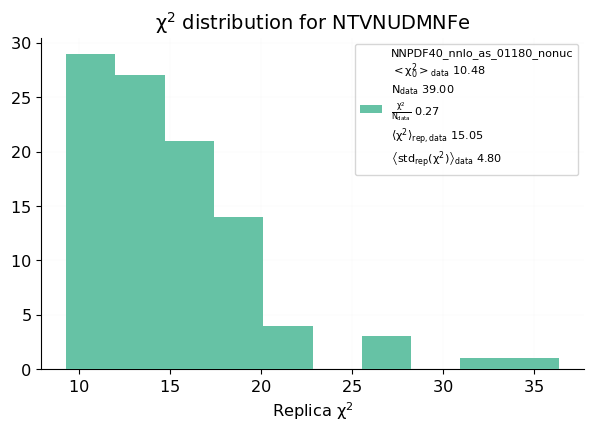 χ² distribution for NTVNUDMNFe
NNPDF40_nnlo_as_01180_nonuc
< χ₀² >data 10.48
Ndata 39.00
χ²/Ndata 0.27
⟨χ²⟩rep, data 15.05
⟨stdrep(χ²)⟩data 4.80
30
25
20
15
10
5
0
10 15 20 25 30 35
Replica χ²